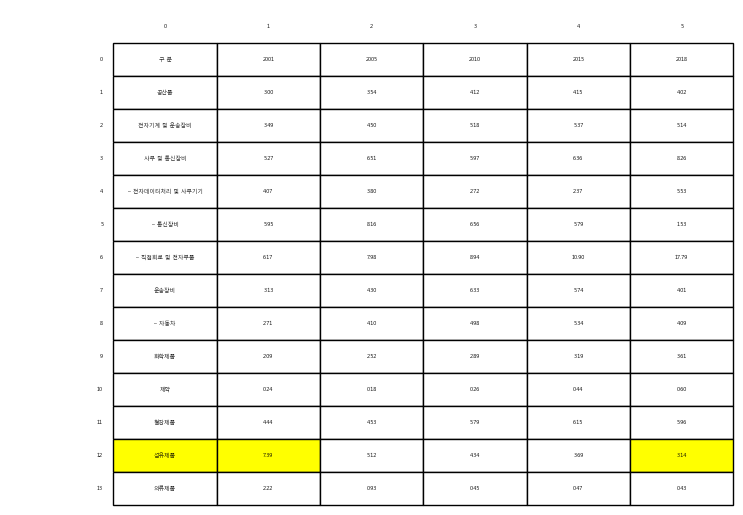 0 1 2 3 4 5
0 구 분 2001 2005 2010 2015 2018
1 공산품 3.00 3.54 4.12 4.15 4.02
2 전자기계 및 운송장비 3.49 4.50 5.18 5.37 5.14
3 사무 및 통신장비 5.27 6.51 5.97 6.36 8.26
4 - 전자데이터처리 및 사무기기 4.07 3.80 2.72 2.37 5.53
5 - 통신장비 5.95 8.16 6.56 5.79 1.53
6 - 직접회로 및 전자부품 6.17 7.98 8.94 10.90 17.79
7 운송장비 3.13 4.30 6.33 5.74 4.01
8 - 자동차 2.71 4.10 4.98 5.34 4.09
9 화학제품 2.09 2.52 2.89 3.19 3.61
10 제약 0.24 0.18 0.26 0.44 0.60
11 철강제품 4.44 4.53 5.79 6.15 5.96
12 섬유제품 7.39 5.12 4.34 3.69 3.14
13 의류제품 2.22 0.93 0.45 0.47 0.43